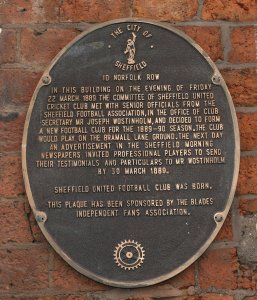 THE CITY OF
SHEFFIELD
10 NORFOLK ROW
IN THIS BUILDING ON THE EVENING OF FRIDAY
22 MARCH 1889 THE COMMITTEE OF SHEFFIELD UNITED
CRICKET CLUB MET WITH SENIOR OFFICIALS FROM THE
SHEFFIELD FOOTBALL ASSOCIATION, IN THE OFFICE OF CLUB
SECRETARY MR JOSEPH WOSTINHOLM, AND DECIDED TO FORM
A NEW FOOTBALL CLUB FOR THE 1889-90 SEASON. THE CLUB
WOULD PLAY ON THE BRAMALL LANE GROUND. THE NEXT DAY
AN ADVERTISEMENT IN THE SHEFFIELD MORNING
NEWSPAPERS INVITED PROFESSIONAL PLAYERS TO SEND
THEIR TESTIMONIALS AND PARTICULARS TO MR WOSTINHOLM
BY 30 MARCH 1889.
SHEFFIELD UNITED FOOTBALL CLUB WAS BORN.
THIS PLAQUE HAS BEEN SPONSORED BY THE BLADES
INDEPENDENT FANS ASSOCIATION.